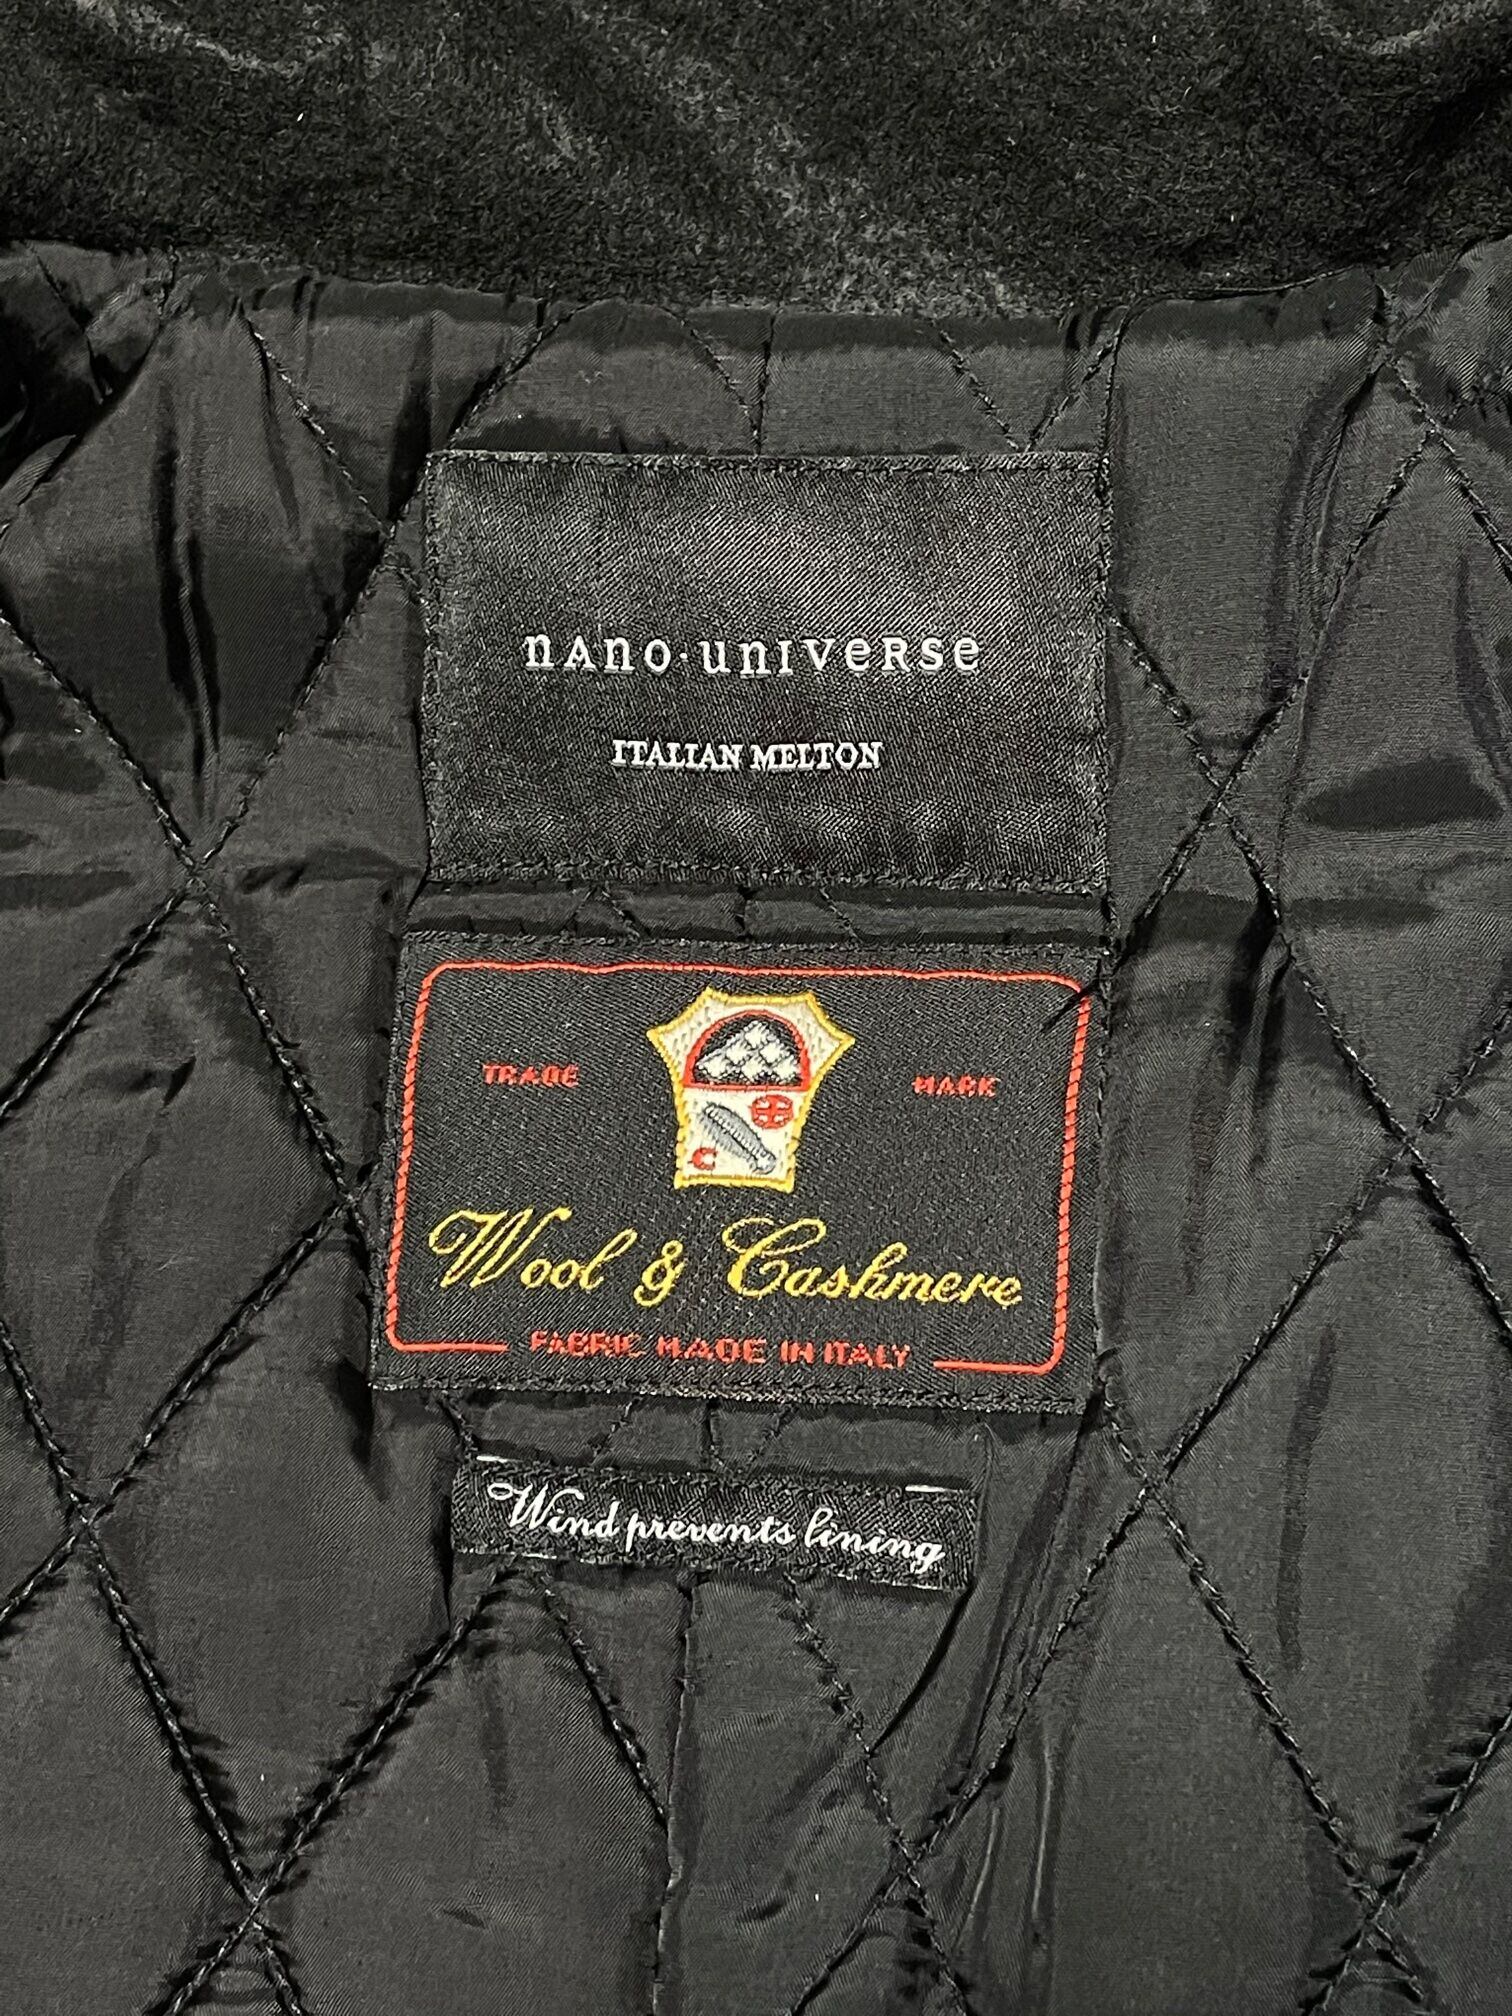 nano·universe
ITALIAN MELTON
TRADE MARK
C
Wool & Cashmere
FABRIC MADE IN ITALY
Wind prevents lining